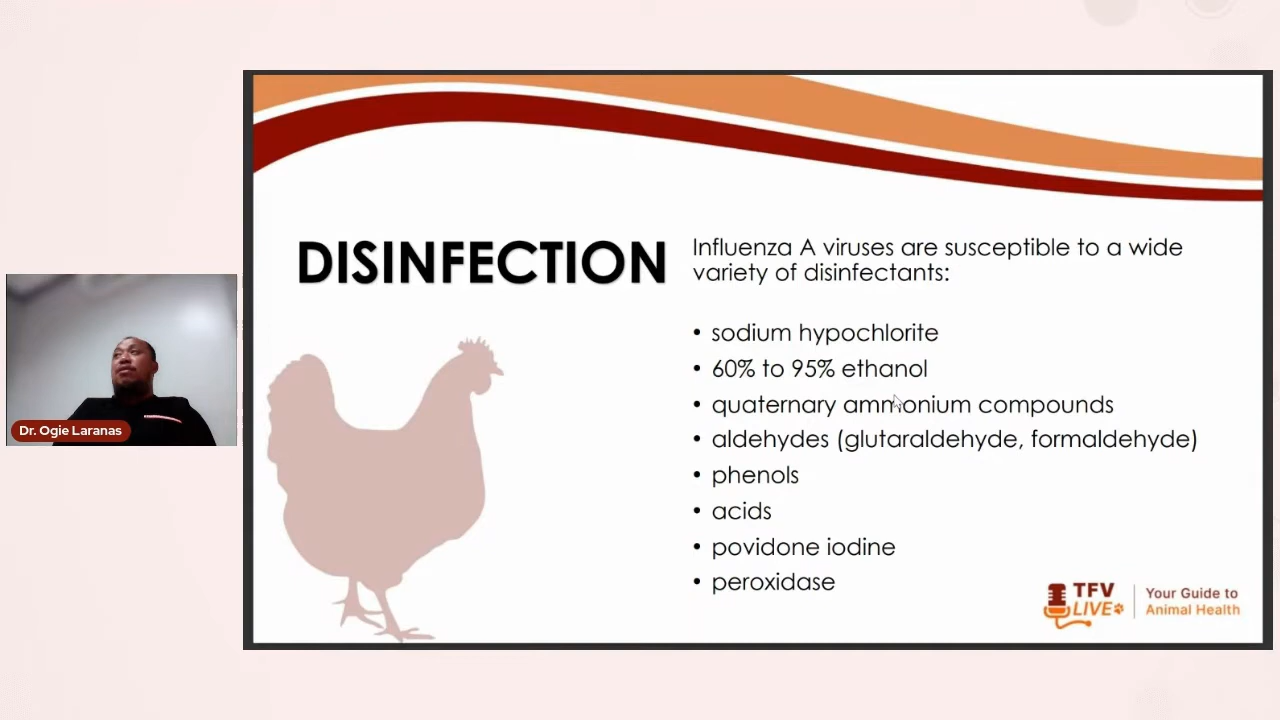 DISINFECTION
Influenza A viruses are susceptible to a wide
variety of disinfectants:
• sodium hypochlorite
• 60% to 95% ethanol
• quaternary ammonium compounds
• aldehydes (glutaraldehyde, formaldehyde)
• phenols
• acids
• povidone iodine
• peroxidase
Dr. Ogie Laranas
TFV
LIVE
Your Guide to
Animal Health